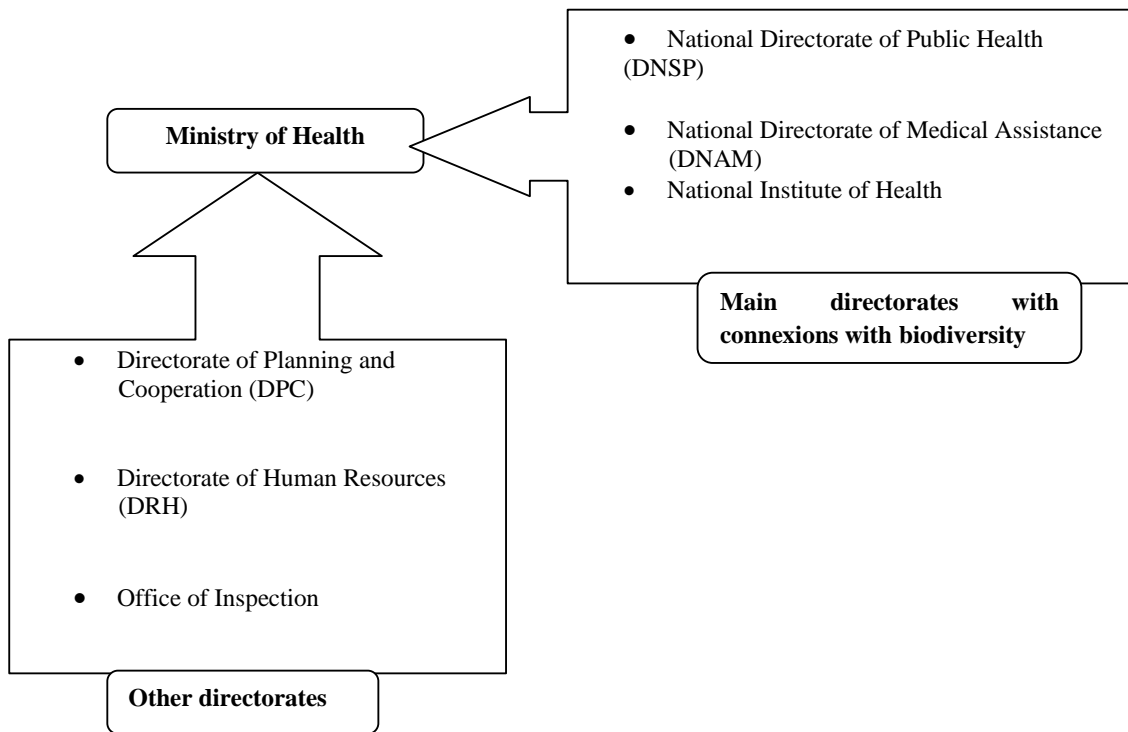 • National Directorate of Public Health
(DNSP)
Ministry of Health
• National Directorate of Medical Assistance
(DNAM)
• National Institute of Health
Main directorates with
connexions with biodiversity
• Directorate of Planning and
Cooperation (DPC)
• Directorate of Human Resources
(DRH)
• Office of Inspection
Other directorates